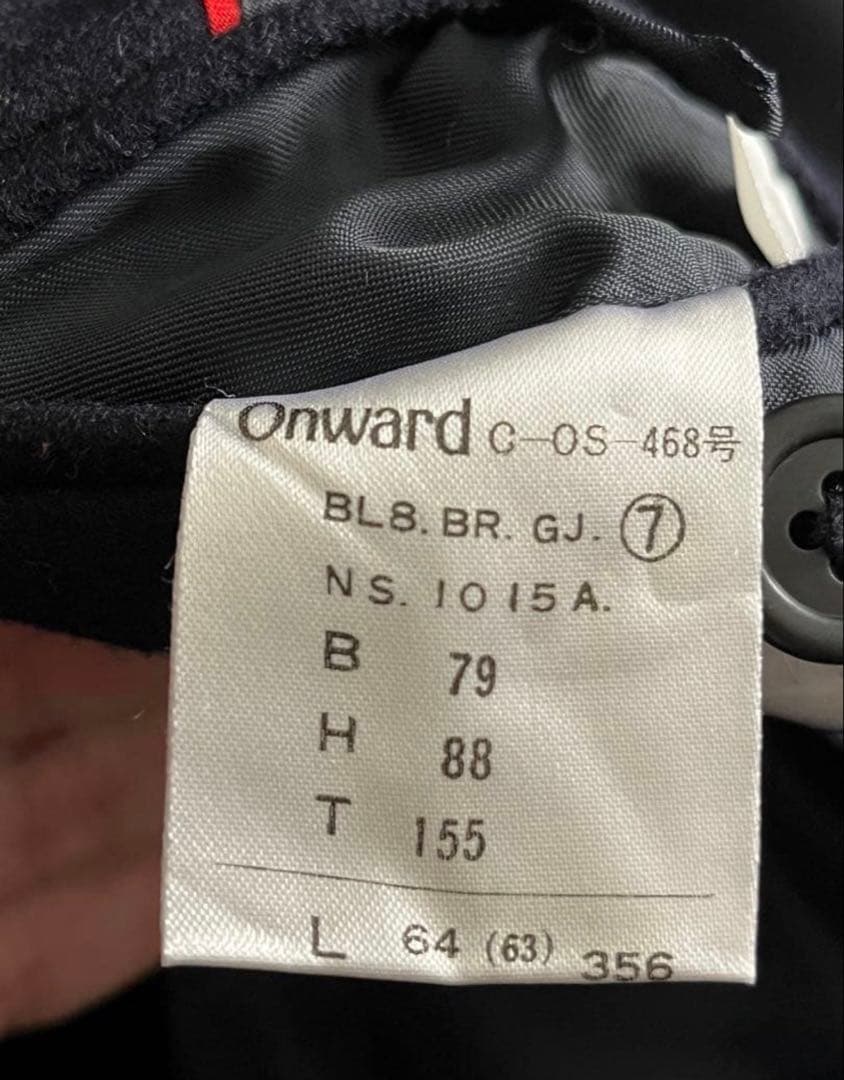 Onward C-OS-468号
BL8. BR. GJ. ⑦
NS. 1015A.
B 79
H 88
T 155
L 64 (63) 356